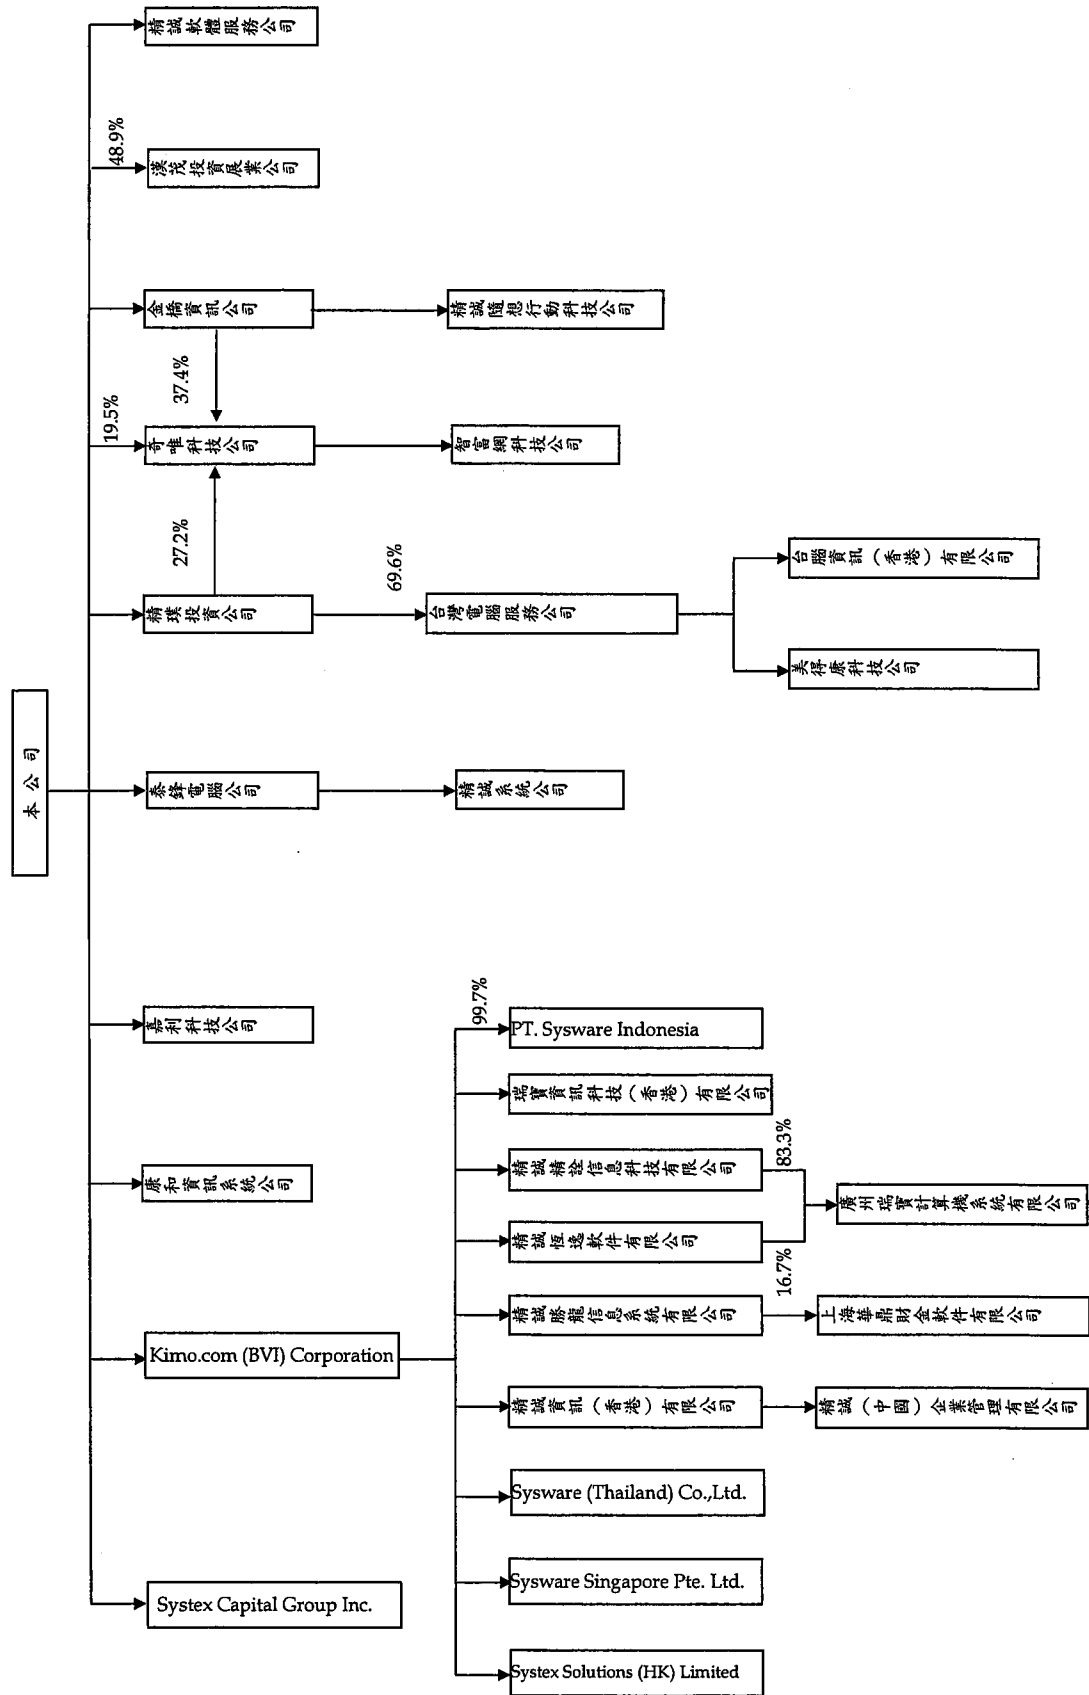 本公司
精誠軟體服務公司
48.9%
漢茂投資展業公司
金橋資訊公司
精誠隨想行動科技公司
37.4%
19.5%
奇唯科技公司
智富網科技公司
27.2%
精璞投資公司
69.6%
台灣電腦服務公司
台腦資訊（香港）有限公司
美得康科技公司
泰鋒電腦公司
精誠系統公司
嘉利科技公司
康和資訊系統公司
Kimo.com (BVI) Corporation
99.7%
PT. Sysware Indonesia
瑞寶資訊科技（香港）有限公司
精誠精詮信息科技有限公司
83.3%
廣州瑞寶計算機系統有限公司
精誠恆逸軟件有限公司
16.7%
精誠勝龍信息系統有限公司
上海華鼎財金軟件有限公司
精誠資訊（香港）有限公司
精誠（中國）企業管理有限公司
Sysware (Thailand) Co.,Ltd.
Sysware Singapore Pte. Ltd.
Systex Solutions (HK) Limited
Systex Capital Group Inc.